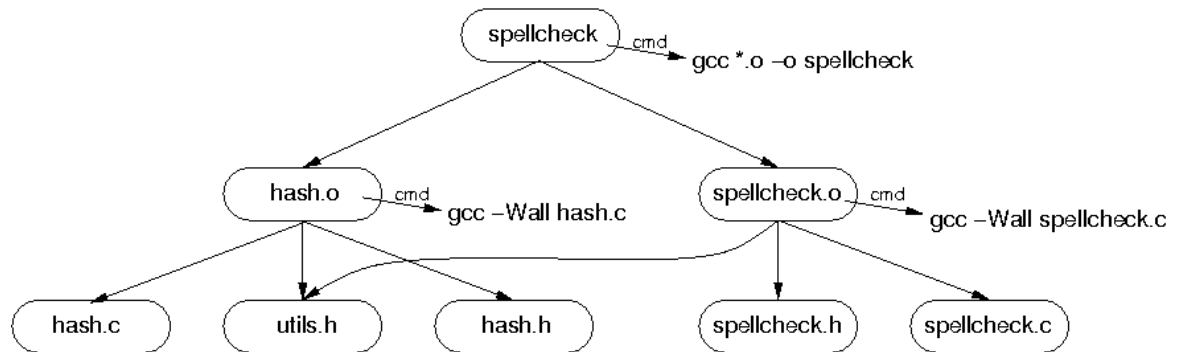 spellcheck
cmd
gcc *.o –o spellcheck
hash.o
cmd
gcc –Wall hash.c
spellcheck.o
cmd
gcc –Wall spellcheck.c
hash.c
utils.h
hash.h
spellcheck.h
spellcheck.c